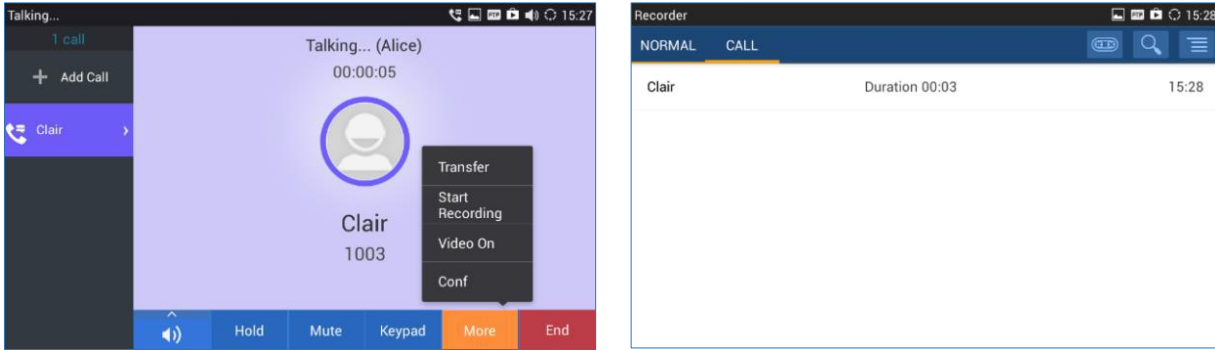 Talking...
15:27
1 call
Add Call
Clair
Talking... (Alice)
00:00:05
Clair
1003
Transfer
Start
Recording
Video On
Conf
Hold
Mute
Keypad
More
End
Recorder
15:28
NORMAL
CALL
Clair
Duration 00:03
15:28